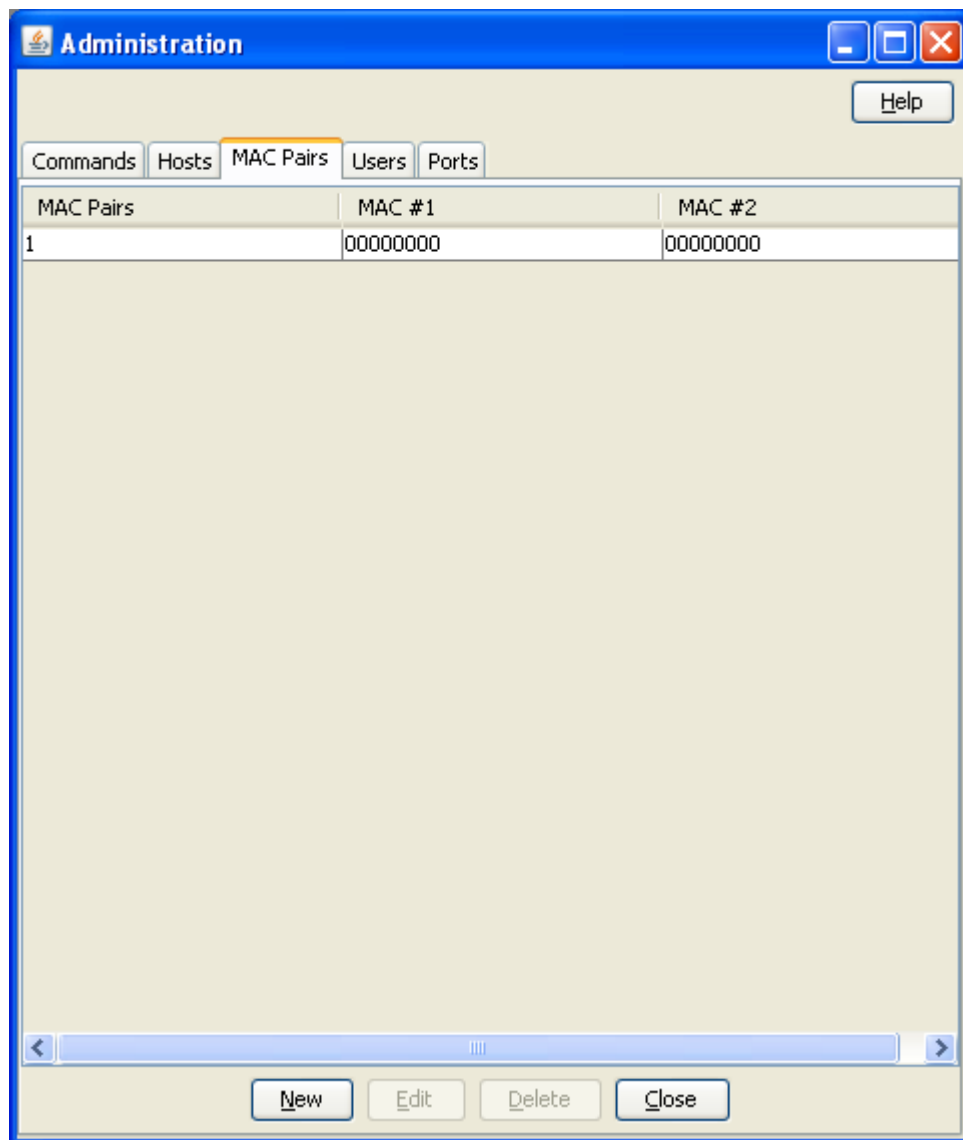 Administration
Help
Commands Hosts MAC Pairs Users Ports
MAC Pairs MAC #1 MAC #2
1 00000000 00000000
New Edit Delete Close